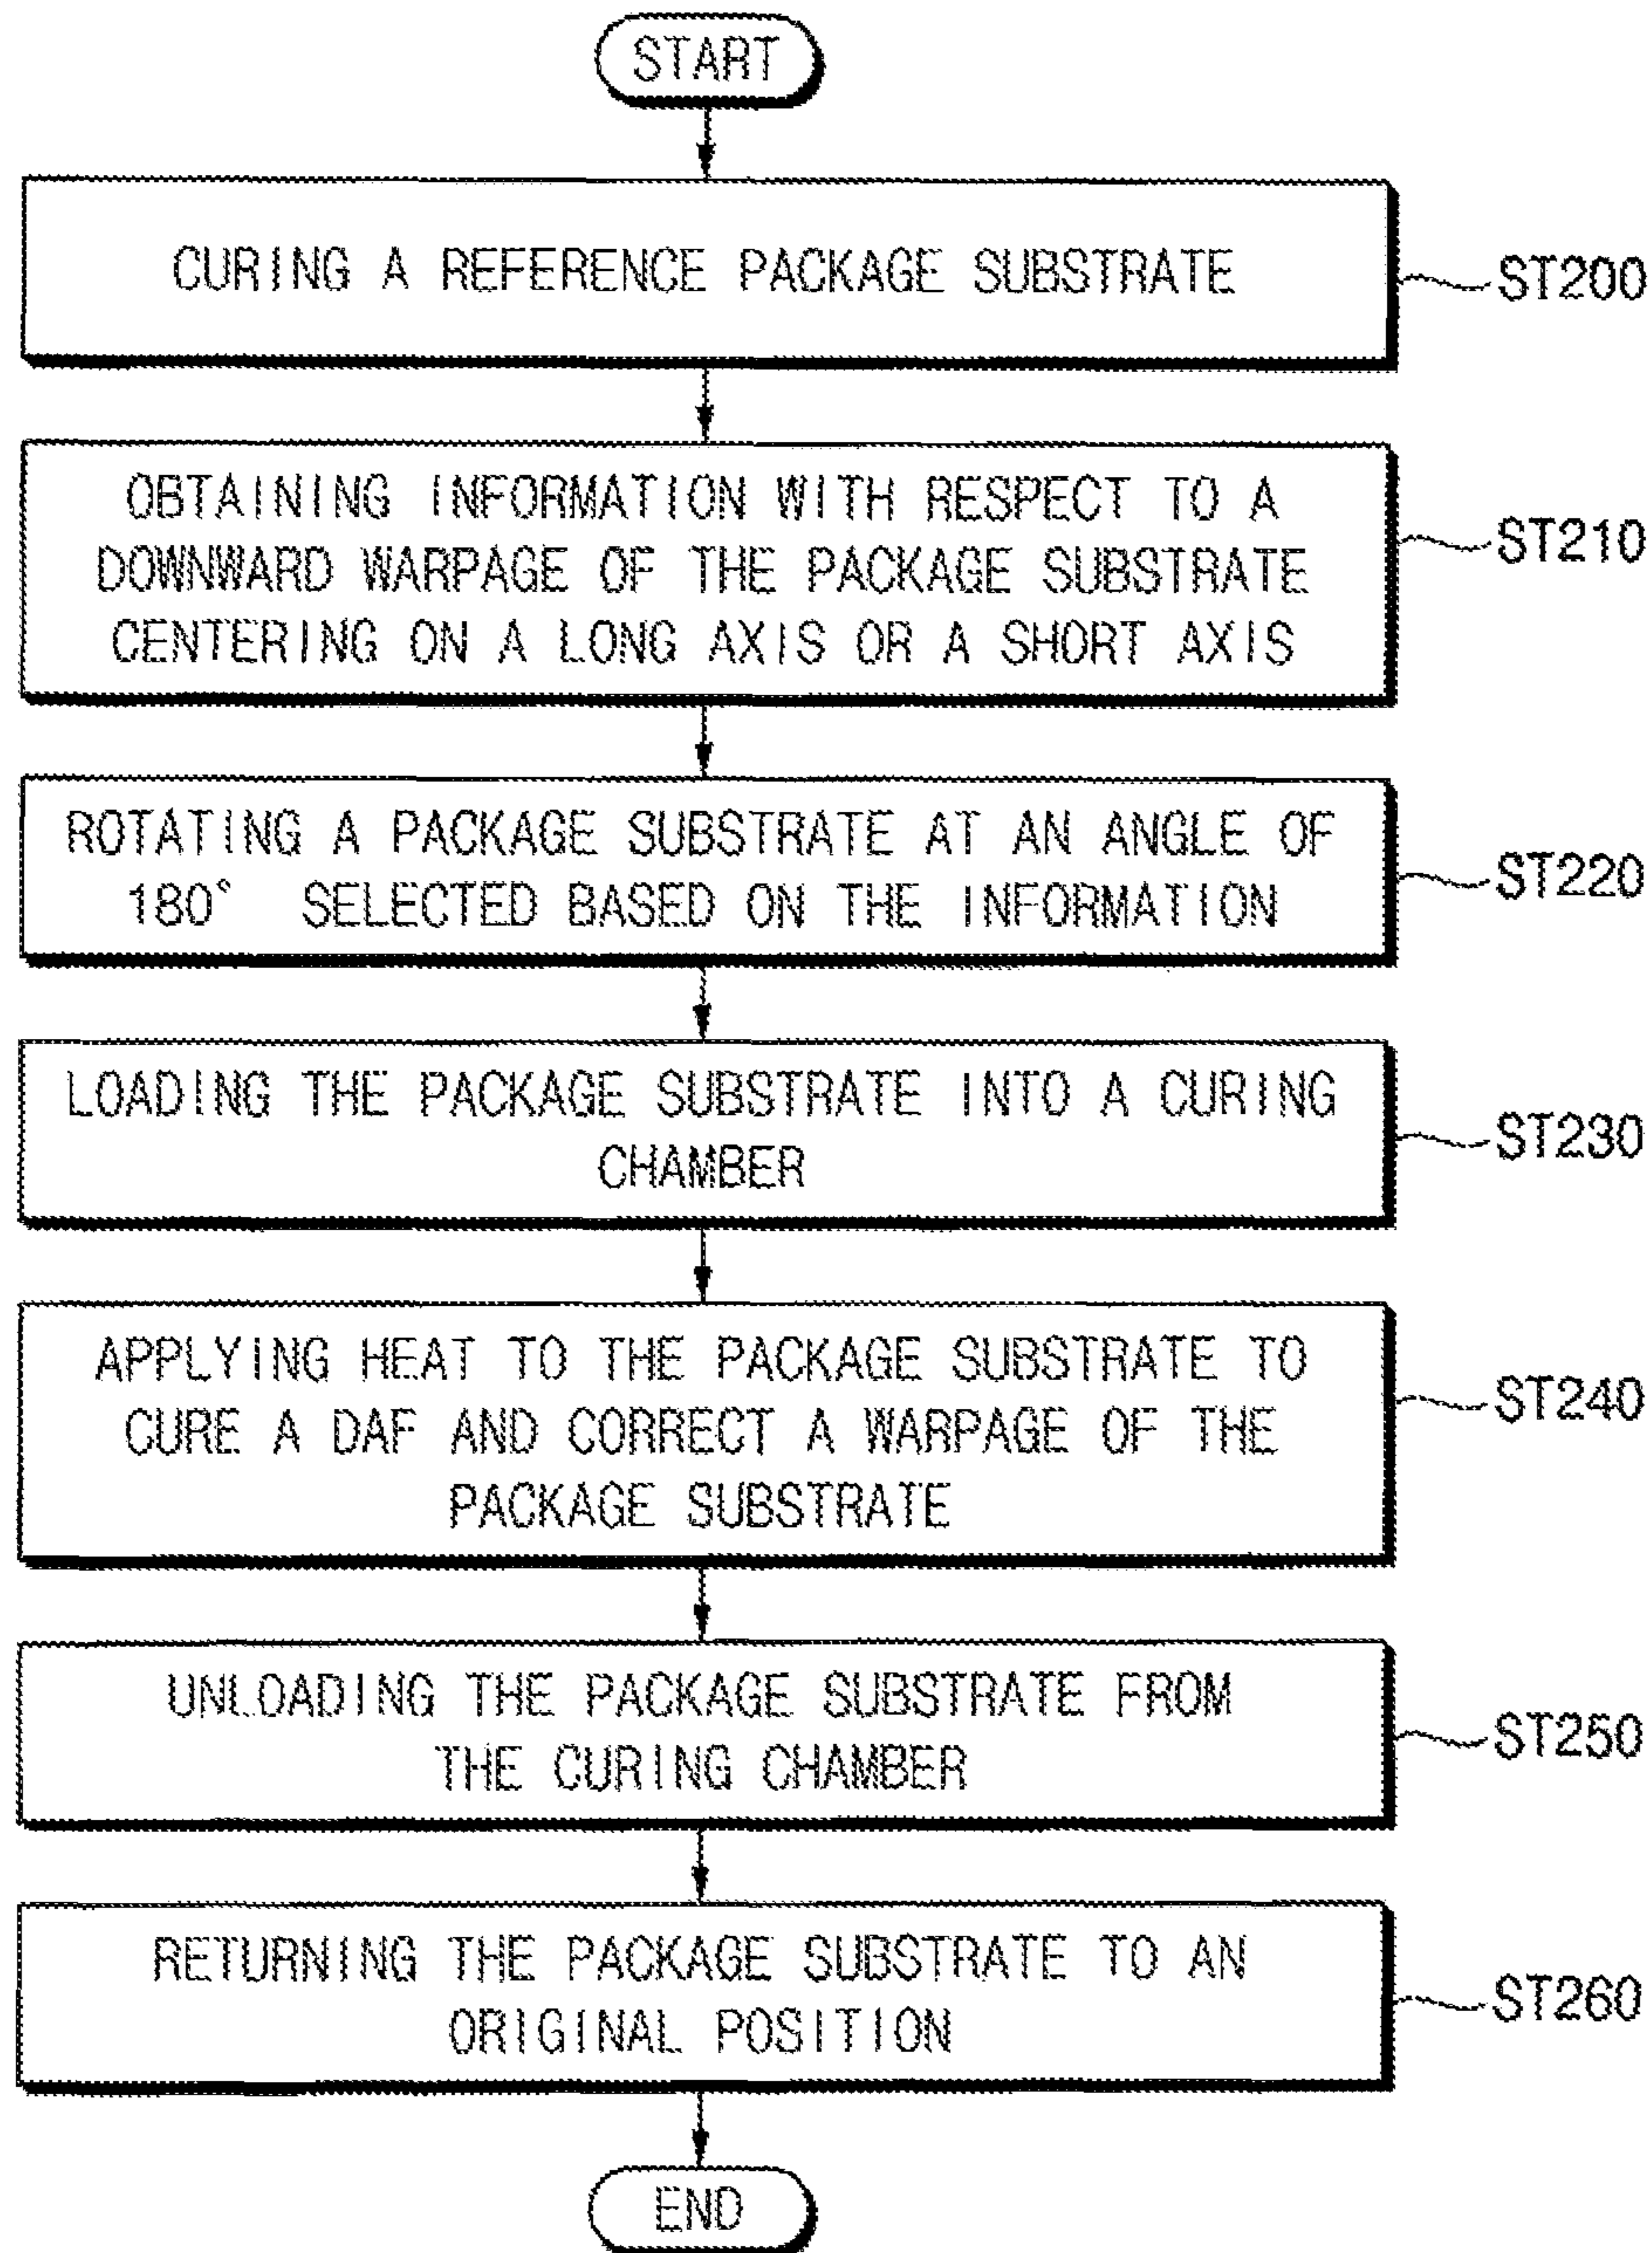 START
CURING A REFERENCE PACKAGE SUBSTRATE
ST200
OBTAINING INFORMATION WITH RESPECT TO A
DOWNWARD WARPAGE OF THE PACKAGE SUBSTRATE
CENTERING ON A LONG AXIS OR A SHORT AXIS
ST210
ROTATING A PACKAGE SUBSTRATE AT AN ANGLE OF
180° SELECTED BASED ON THE INFORMATION
ST220
LOADING THE PACKAGE SUBSTRATE INTO A CURING
CHAMBER
ST230
APPLYING HEAT TO THE PACKAGE SUBSTRATE TO
CURE A DAF AND CORRECT A WARPAGE OF THE
PACKAGE SUBSTRATE
ST240
UNLOADING THE PACKAGE SUBSTRATE FROM
THE CURING CHAMBER
ST250
RETURNING THE PACKAGE SUBSTRATE TO AN
ORIGINAL POSITION
ST260
END